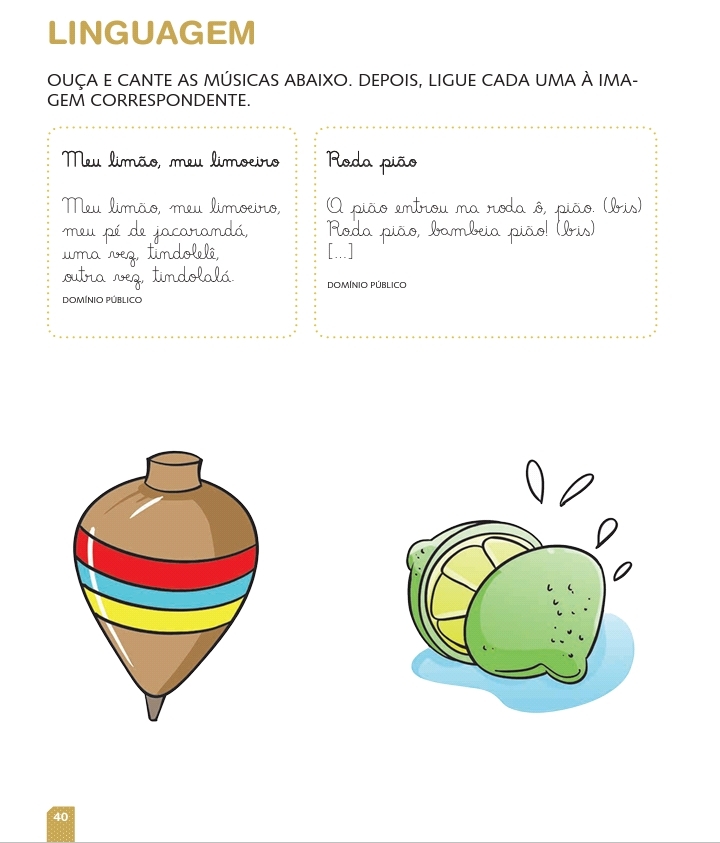 LINGUAGEM
OUÇA E CANTE AS MÚSICAS ABAIXO. DEPOIS, LIGUE CADA UMA À IMA-
GEM CORRESPONDENTE.
Meu limão, meu limoeiro
Meu limão, meu limoeiro,
meu pé de jacarandá,
uma vez, tindolelê,
outra vez, tindolalá.
DOMÍNIO PÚBLICO
Roda pião
O pião entrou na roda ô, pião. (bis)
Roda pião, bambeia pião! (bis)
[...]
DOMÍNIO PÚBLICO
40